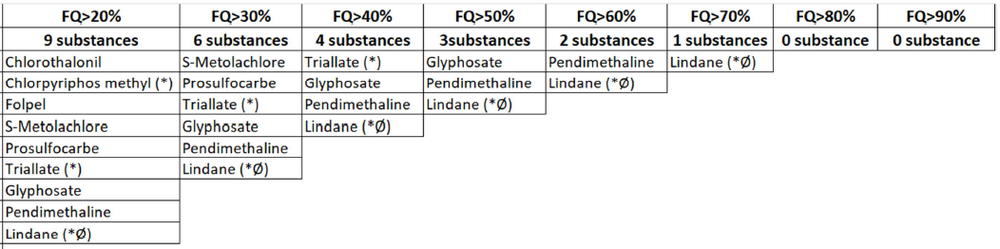 FQ>20% FQ>30% FQ>40% FQ>50% FQ>60% FQ>70% FQ>80% FQ>90%
9 substances 6 substances 4 substances 3substances 2 substances 1 substances 0 substance 0 substance
Chlorothalonil S-Metolachlore Triallate (*) Glyphosate Pendimethaline Lindane (*Ø)
Chlorpyriphos methyl (*) Prosulfocarbe Glyphosate Pendimethaline Lindane (*Ø)
Folpel Triallate (*) Pendimethaline Lindane (*Ø)
S-Metolachlore Glyphosate Lindane (*Ø)
Prosulfocarbe Pendimethaline
Triallate (*) Lindane (*Ø)
Glyphosate
Pendimethaline
Lindane (*Ø)